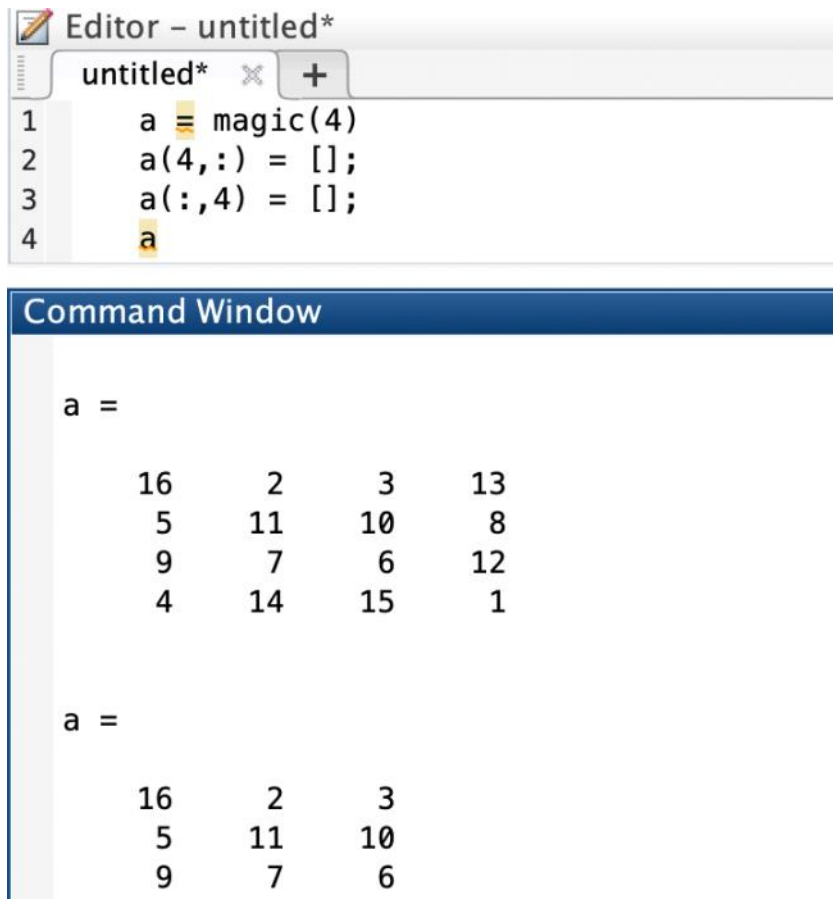 Editor – untitled*
untitled* × +
1 a = magic(4)
2 a(4,:) = [];
3 a(:,4) = [];
4 a
Command Window
a =
16 2 3 13
5 11 10 8
9 7 6 12
4 14 15 1
a =
16 2 3
5 11 10
9 7 6